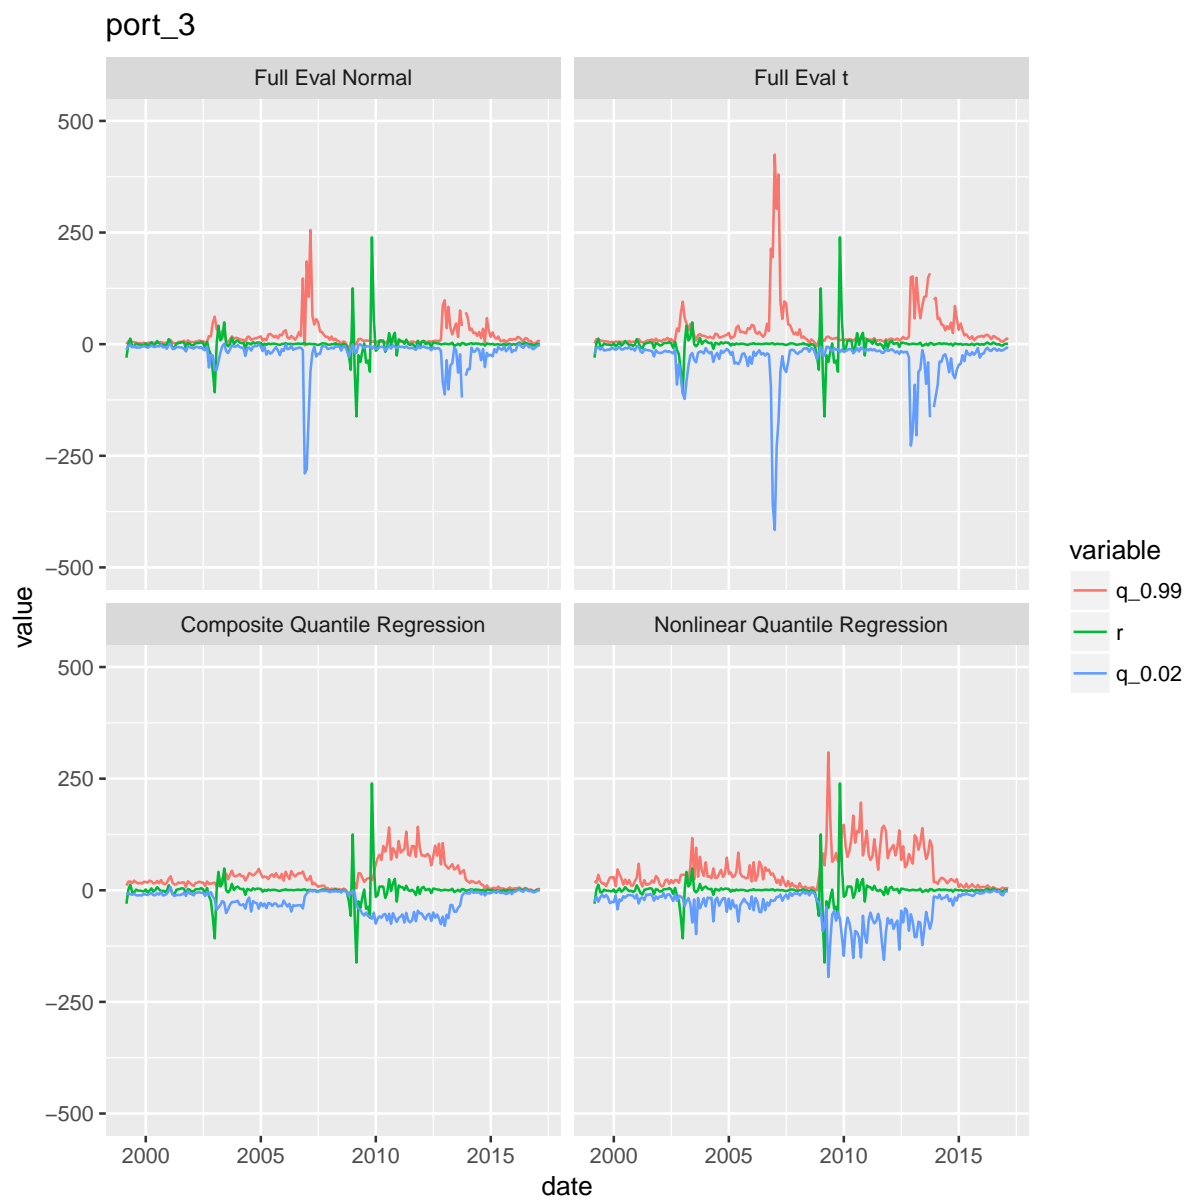 port_3
Full Eval Normal
Full Eval t
500
250
0
−250
−500
Composite Quantile Regression
Nonlinear Quantile Regression
500
250
0
−250
−500
2000 2005 2010 2015
2000 2005 2010 2015
date
value
variable
q_0.99
r
q_0.02